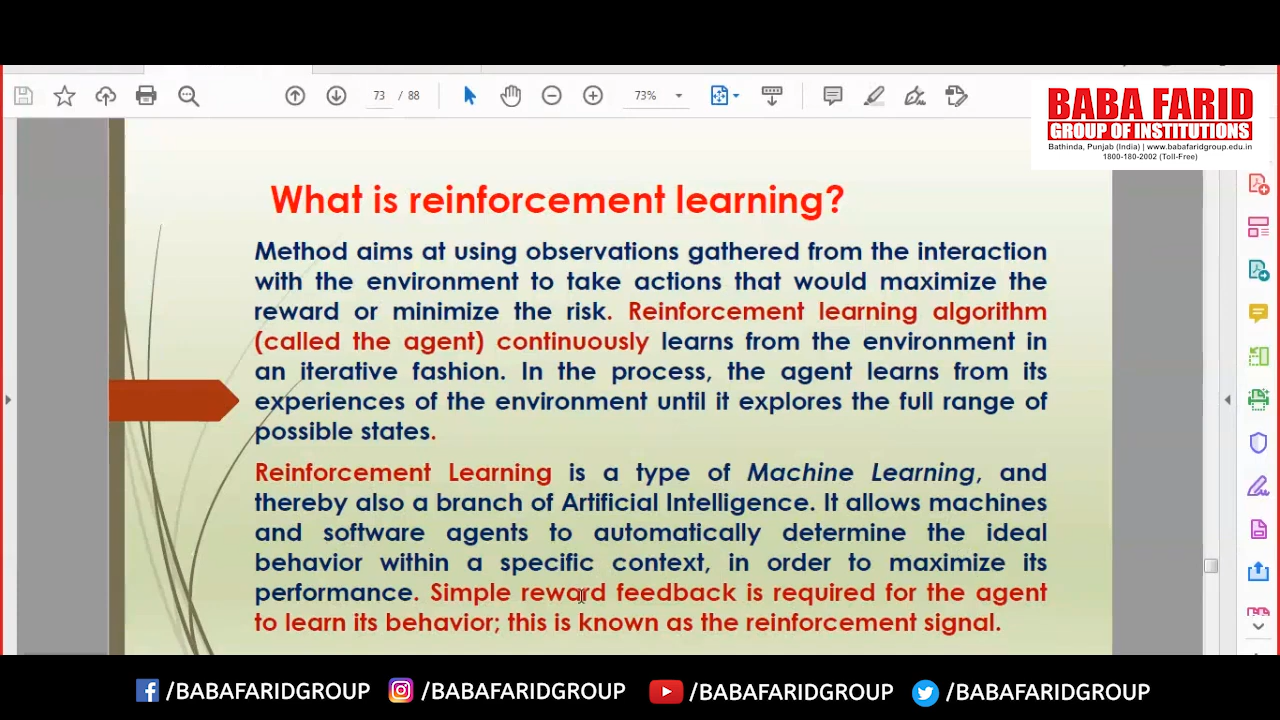 73 / 88
73%
BABA FARID
GROUP OF INSTITUTIONS
Bathinda, Punjab (India) | www.babafaridgroup.edu.in
1800-180-2002 (Toll-Free)
What is reinforcement learning?
Method aims at using observations gathered from the interaction
with the environment to take actions that would maximize the
reward or minimize the risk. Reinforcement learning algorithm
(called the agent) continuously learns from the environment in
an iterative fashion. In the process, the agent learns from its
experiences of the environment until it explores the full range of
possible states.
Reinforcement Learning is a type of Machine Learning, and
thereby also a branch of Artificial Intelligence. It allows machines
and software agents to automatically determine the ideal
behavior within a specific context, in order to maximize its
performance. Simple reward feedback is required for the agent
to learn its behavior; this is known as the reinforcement signal.
/BABAFARIDGROUP /BABAFARIDGROUP /BABAFARIDGROUP /BABAFARIDGROUP